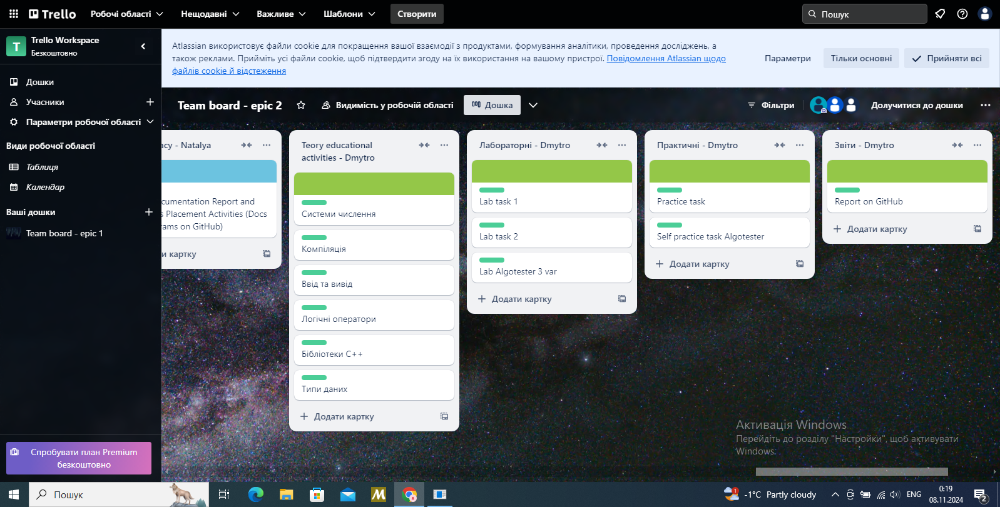 Trello
Робочі області
Нещодавні
Важливе
Шаблони
Створити
Пошук
T
Trello Workspace
Безкоштовно
Atlassian використовує файли cookie для покращення вашої взаємодії з продуктами, формування аналітики, проведення досліджень, а
також реклами. Прийміть усі файли cookie, щоб підтвердити згоду на їх використання на вашому пристрої. Повідомлення Atlassian щодо
файлів cookie й відстеження
Параметри
Тільки основні
Прийняти всі
Дошки
Учасники
Параметри робочої області
Види робочої області
Таблиця
Календар
Ваші дошки
Team board - epic 1
Спробувати план Premium
безкоштовно
Team board - epic 2
Видимість у робочій області
Дошка
Фільтри
Долучитися до дошки
acy - Natalya
cumentation Report and
s Placement Activities (Docs
ams on GitHub)
и картку
Teory educational
activities - Dmytro
Системи числення
Компіляція
Ввід та вивід
Логічні оператори
Бібліотеки C++
Типи даних
Додати картку
Лабораторні - Dmytro
Lab task 1
Lab task 2
Lab Algotester 3 var
Додати картку
Практичні - Dmytro
Practice task
Self practice task Algotester
Додати картку
Звіти - Dmytro
Report on GitHub
Додати картку
Активація Windows
Перейдіть до розділу "Настройки", щоб активувати
Windows.
Пошук
M
1
-1°C Partly cloudy
ENG
0:19
08.11.2024
2